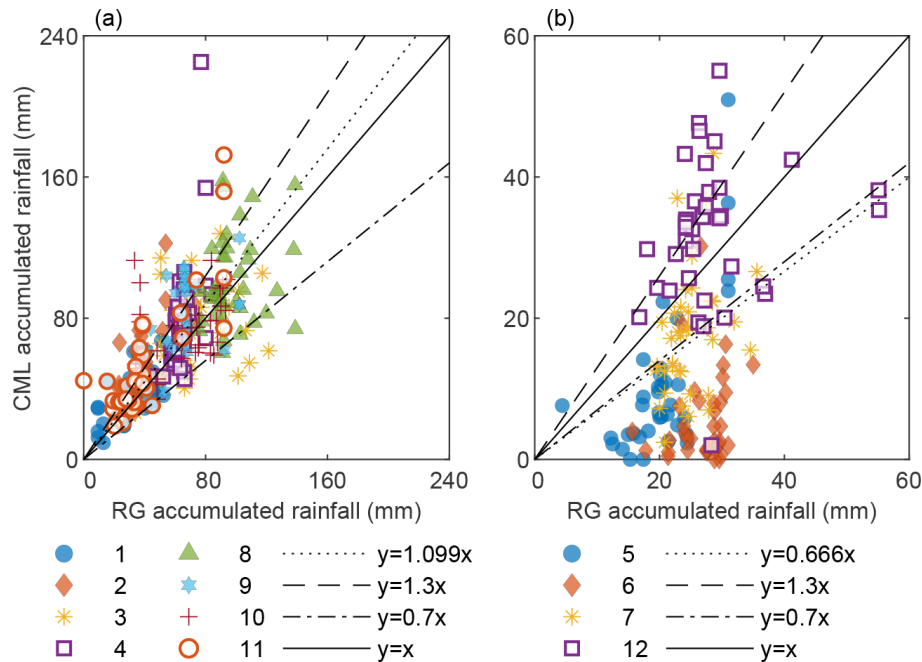 (a)
(b)
CML accumulated rainfall (mm)
240
160
80
0
0 80 160 240
RG accumulated rainfall (mm)
60
40
20
0
0 20 40 60
RG accumulated rainfall (mm)
1 8 y=1.099x
2 9 y=1.3x
3 10 y=0.7x
4 11 y=x
5 y=0.666x
6 y=1.3x
7 y=0.7x
12 y=x